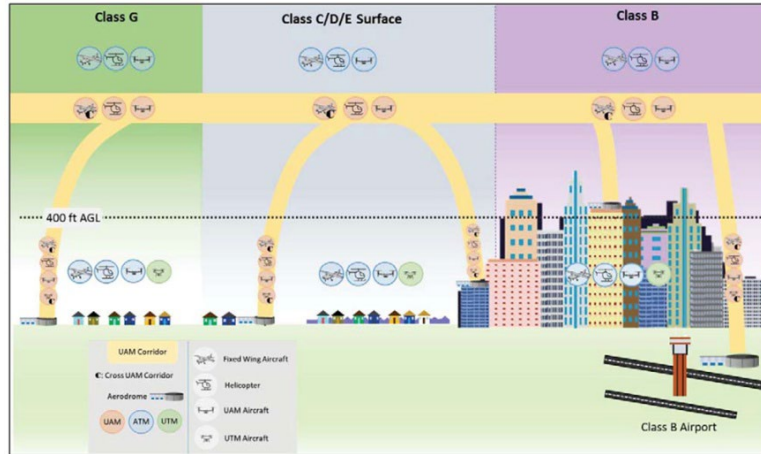 Class G
Class C/D/E Surface
Class B
400 ft AGL
UAM Corridor
Cross UAM Corridor
Aerodrome
UAM
ATM
UTM
Fixed Wing Aircraft
Helicopter
UAM Aircraft
UTM Aircraft
Class B Airport